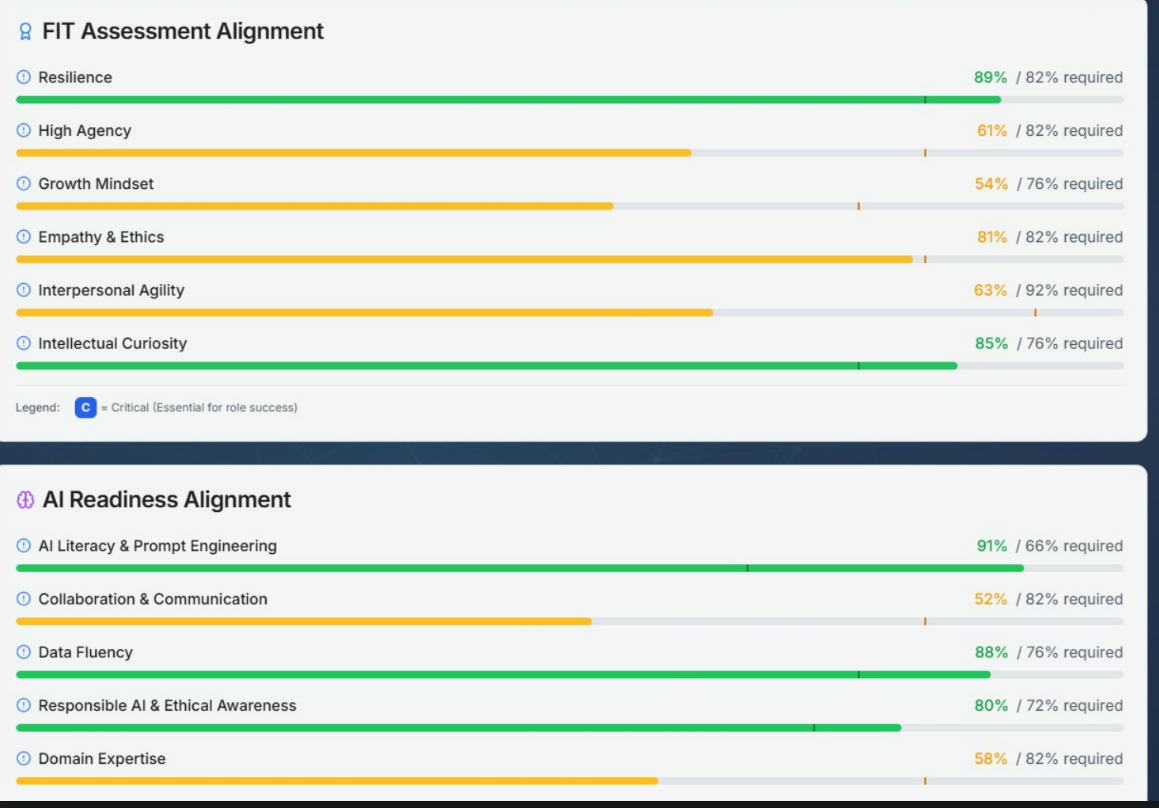 FIT Assessment Alignment
Resilience 89% / 82% required
High Agency 61% / 82% required
Growth Mindset 54% / 76% required
Empathy & Ethics 81% / 82% required
Interpersonal Agility 63% / 92% required
Intellectual Curiosity 85% / 76% required
Legend: C = Critical (Essential for role success)
AI Readiness Alignment
AI Literacy & Prompt Engineering 91% / 66% required
Collaboration & Communication 52% / 82% required
Data Fluency 88% / 76% required
Responsible AI & Ethical Awareness 80% / 72% required
Domain Expertise 58% / 82% required